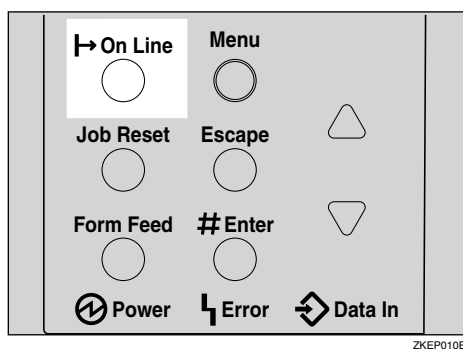 On Line Menu
Job Reset Escape
Form Feed # Enter
Power Error Data In
ZKEP010E